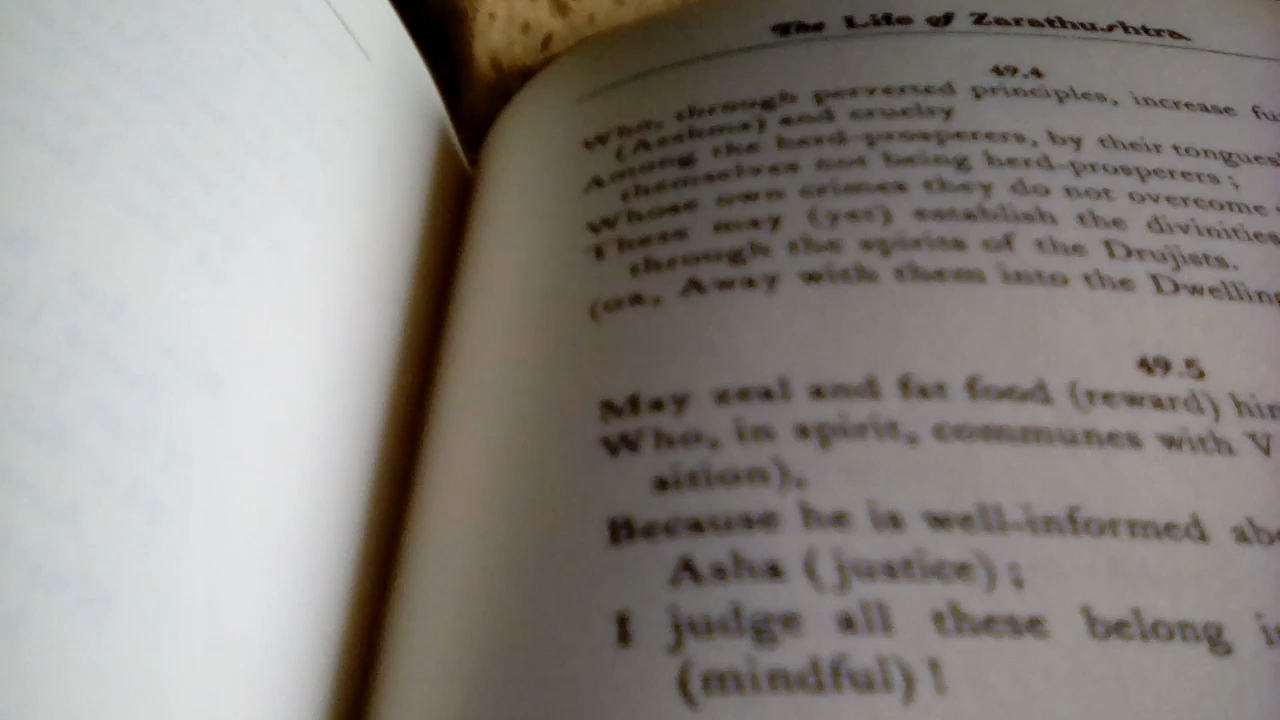 The Life of Zarathushtra
49.4
Who, through perverted principles, increase
(Aeshma) and cruelty
Among the herd-prosperers, by their tongues
themselves not being herd-prosperers;
Whose own crimes they do not overcome
These may (yet) establish the divinities
through the spirits of the Drujists.
(or, Away with them into the
49.5
May zeal and fat food (reward)
Who, in spirit, communes with V
sition),
Because he is well-informed
Asha (justice);
I judge all these belong
(mindful)!